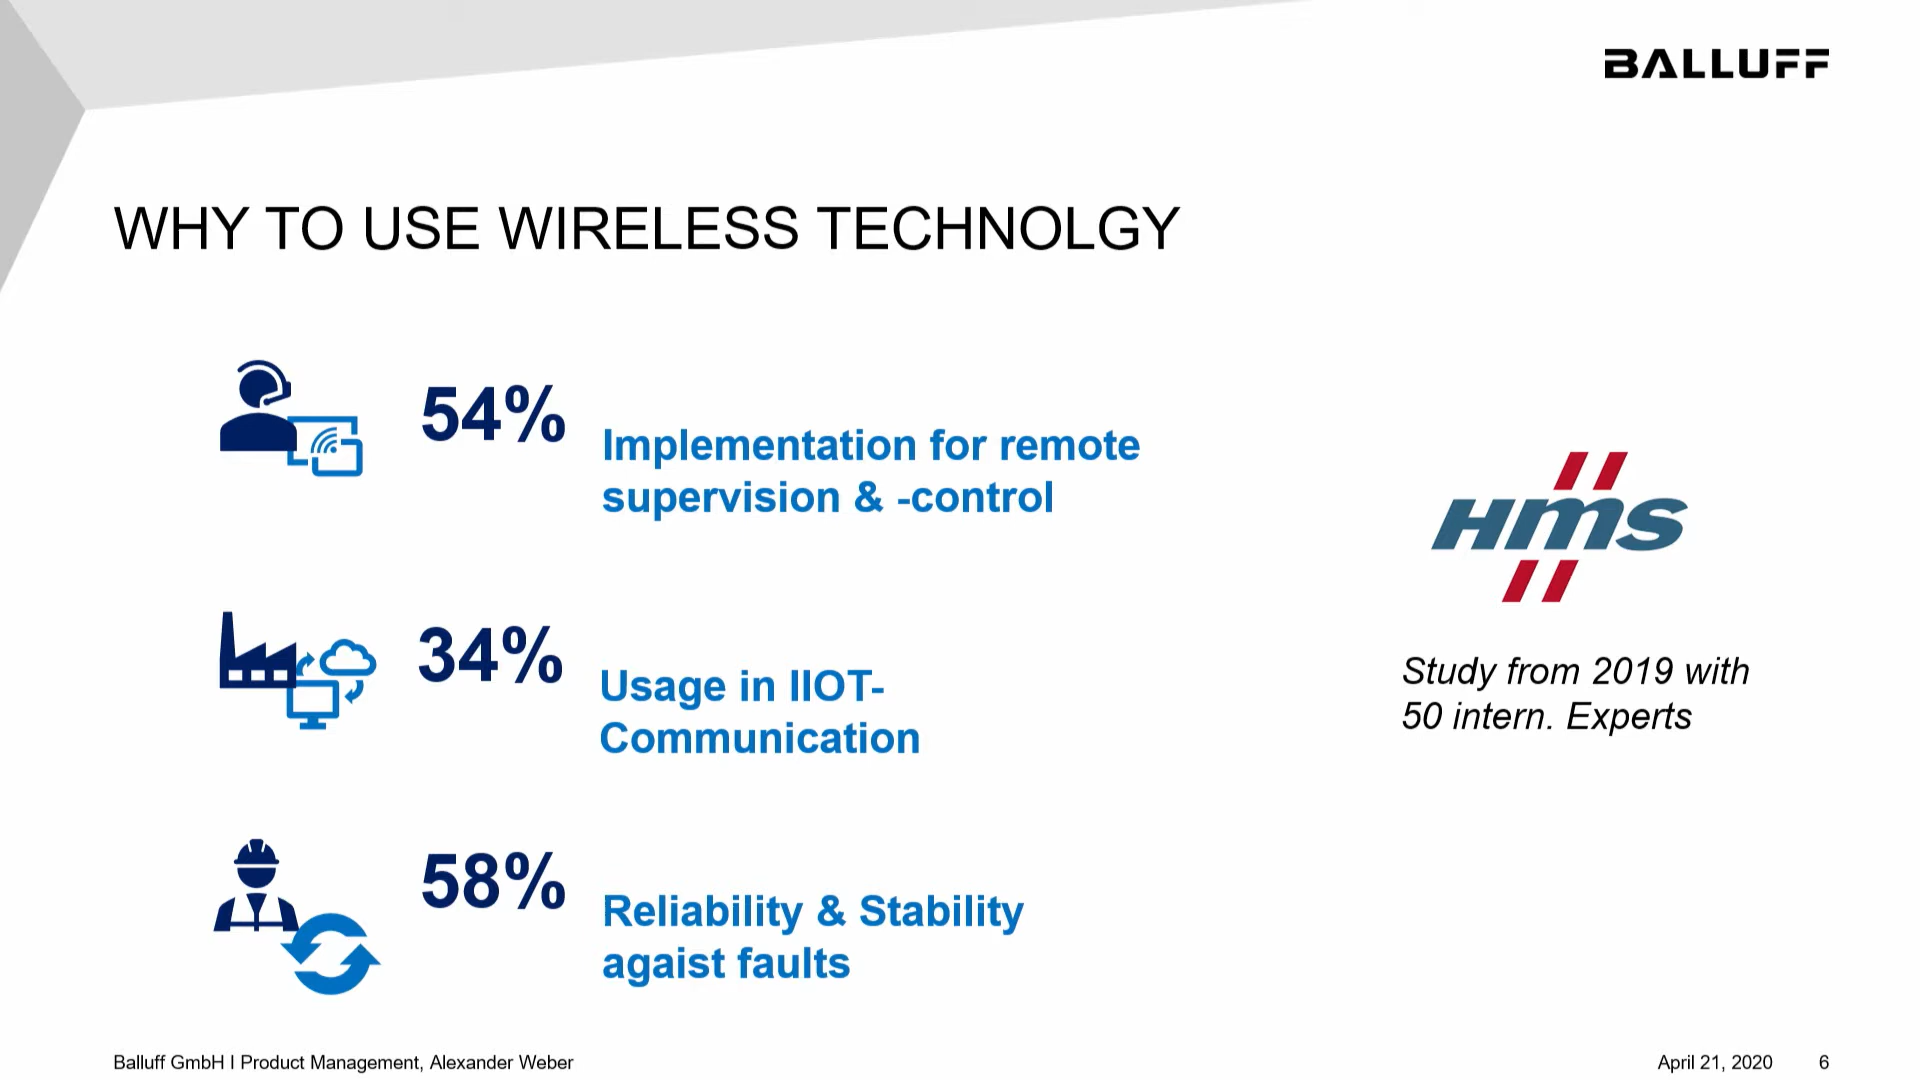 BALLUFF
WHY TO USE WIRELESS TECHNOLGY
54%
Implementation for remote
supervision & -control
34%
Usage in IIOT-
Communication
58%
Reliability & Stability
agaist faults
HMS
Study from 2019 with
50 intern. Experts
Balluff GmbH I Product Management, Alexander Weber
April 21, 2020
6